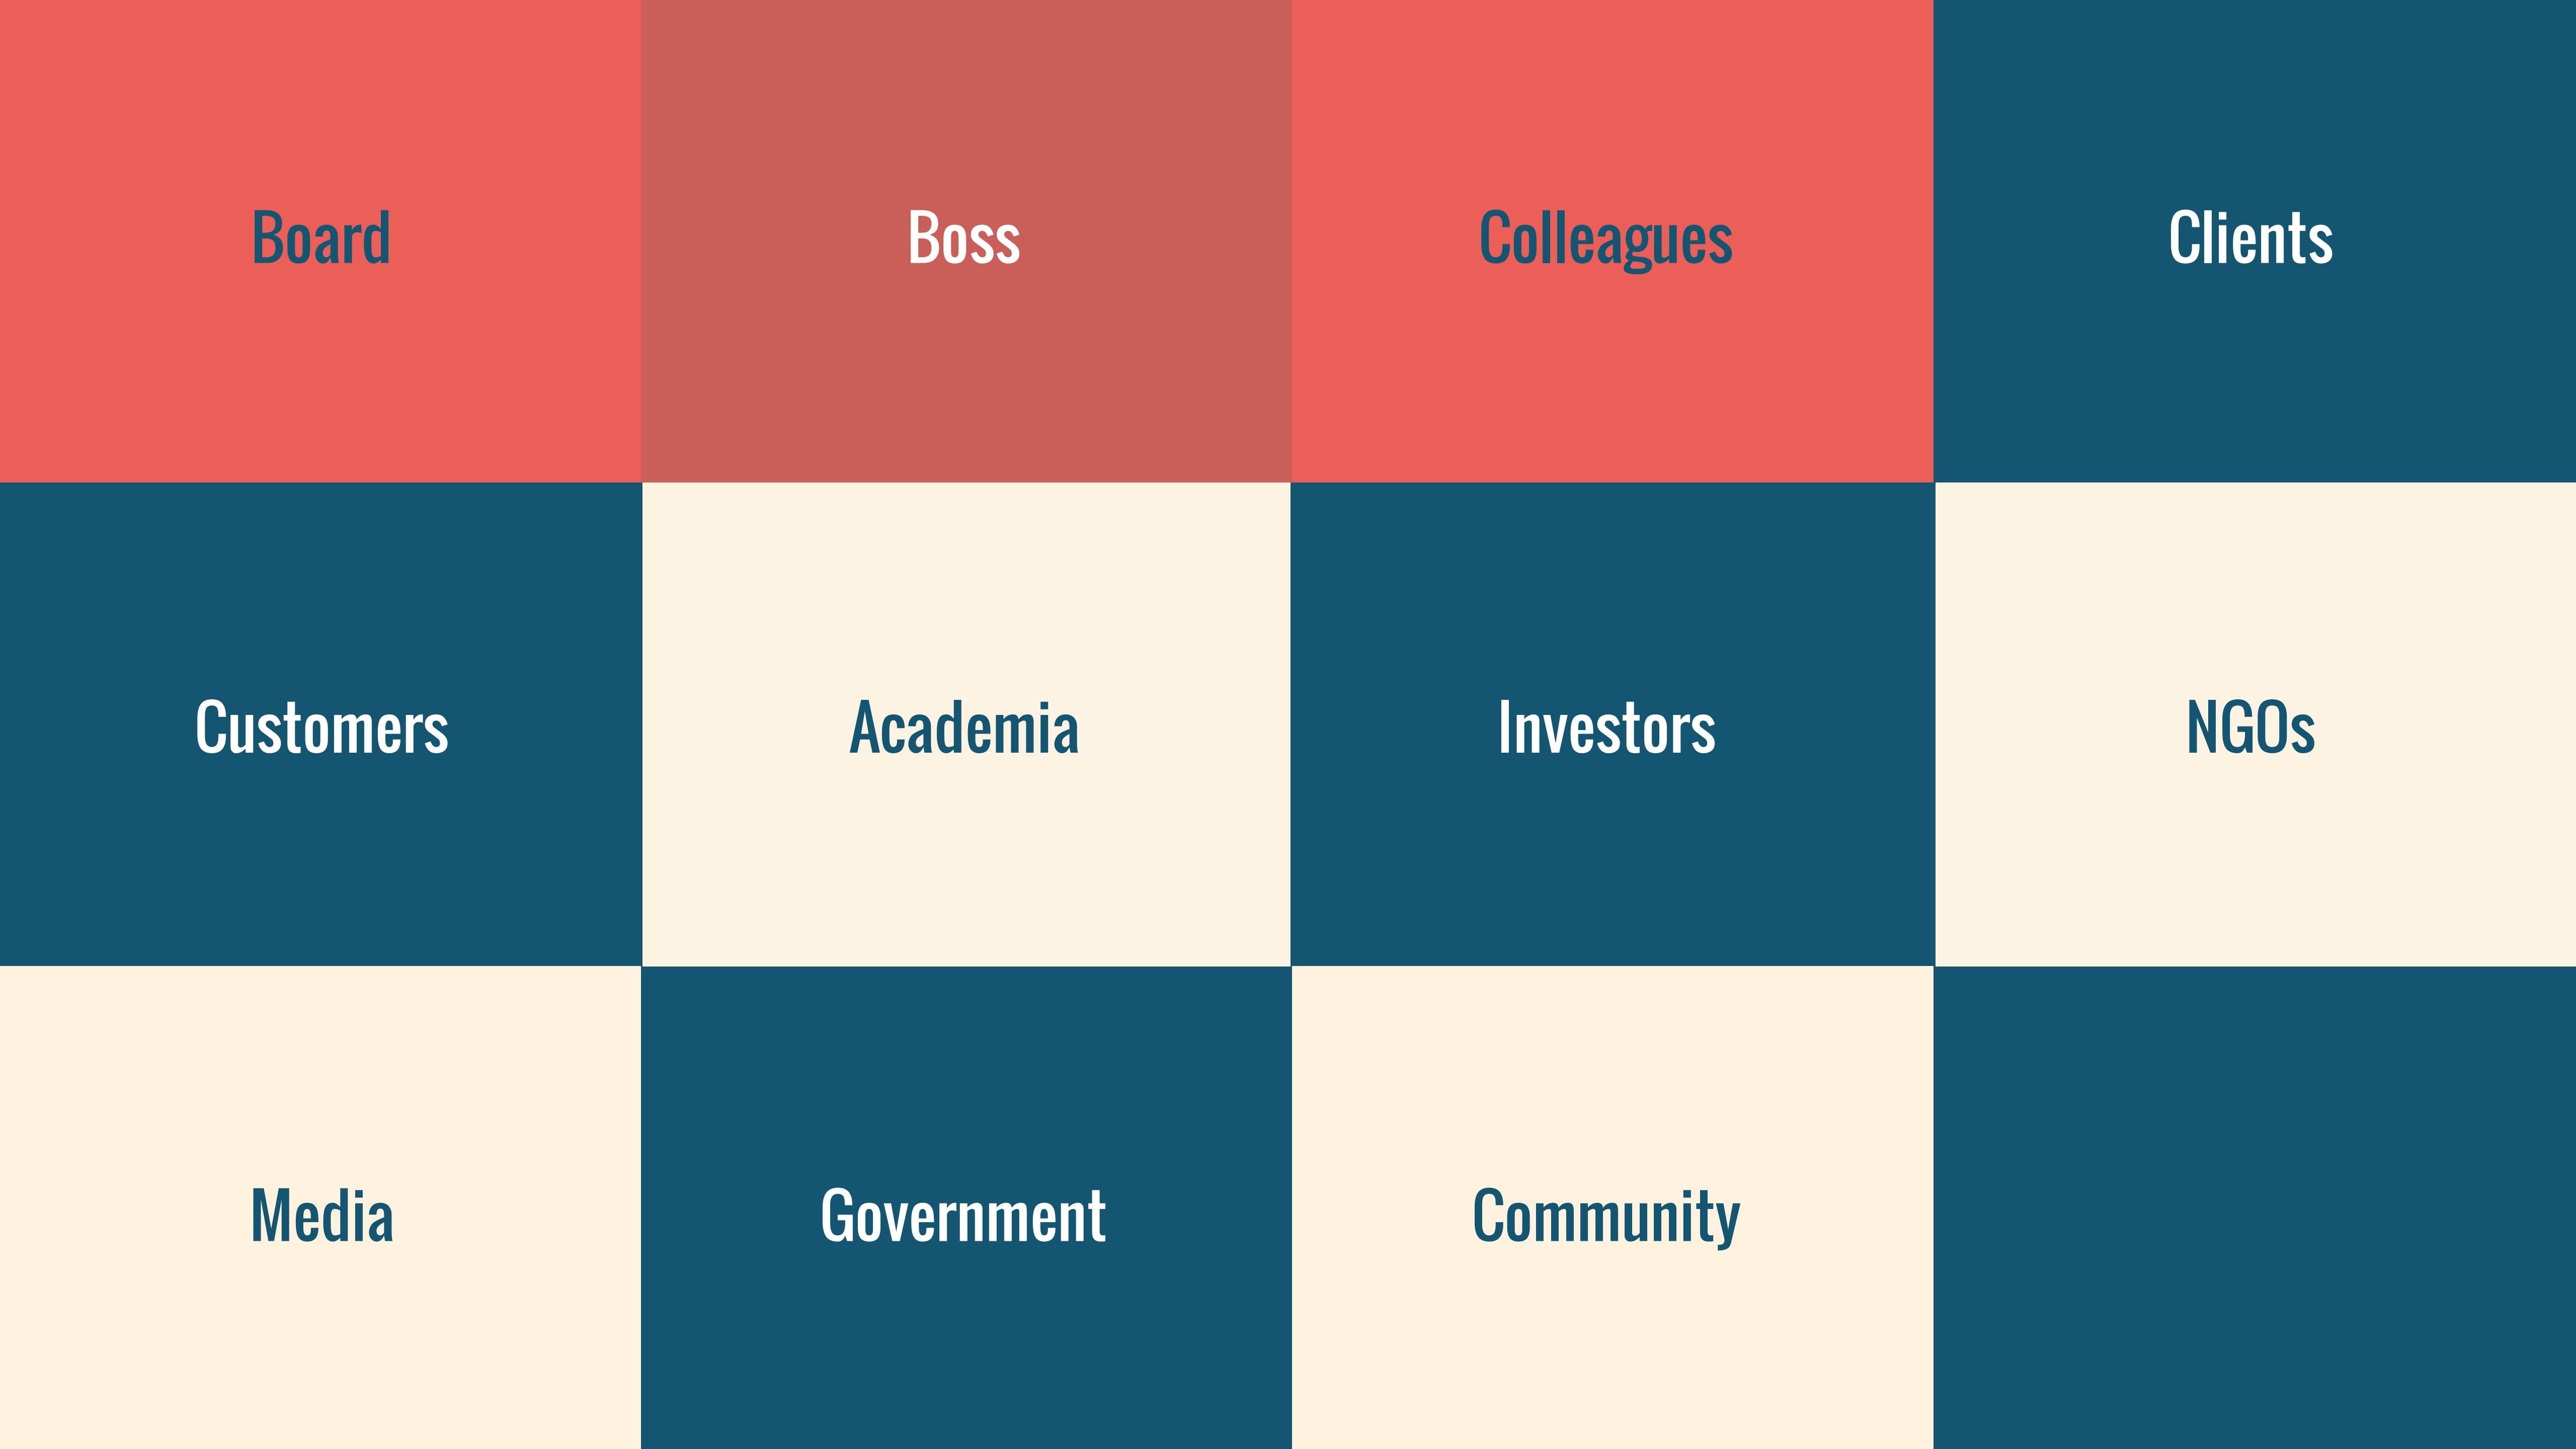 Board
Boss
Colleagues
Clients
Customers
Academia
Investors
NGOs
Media
Government
Community